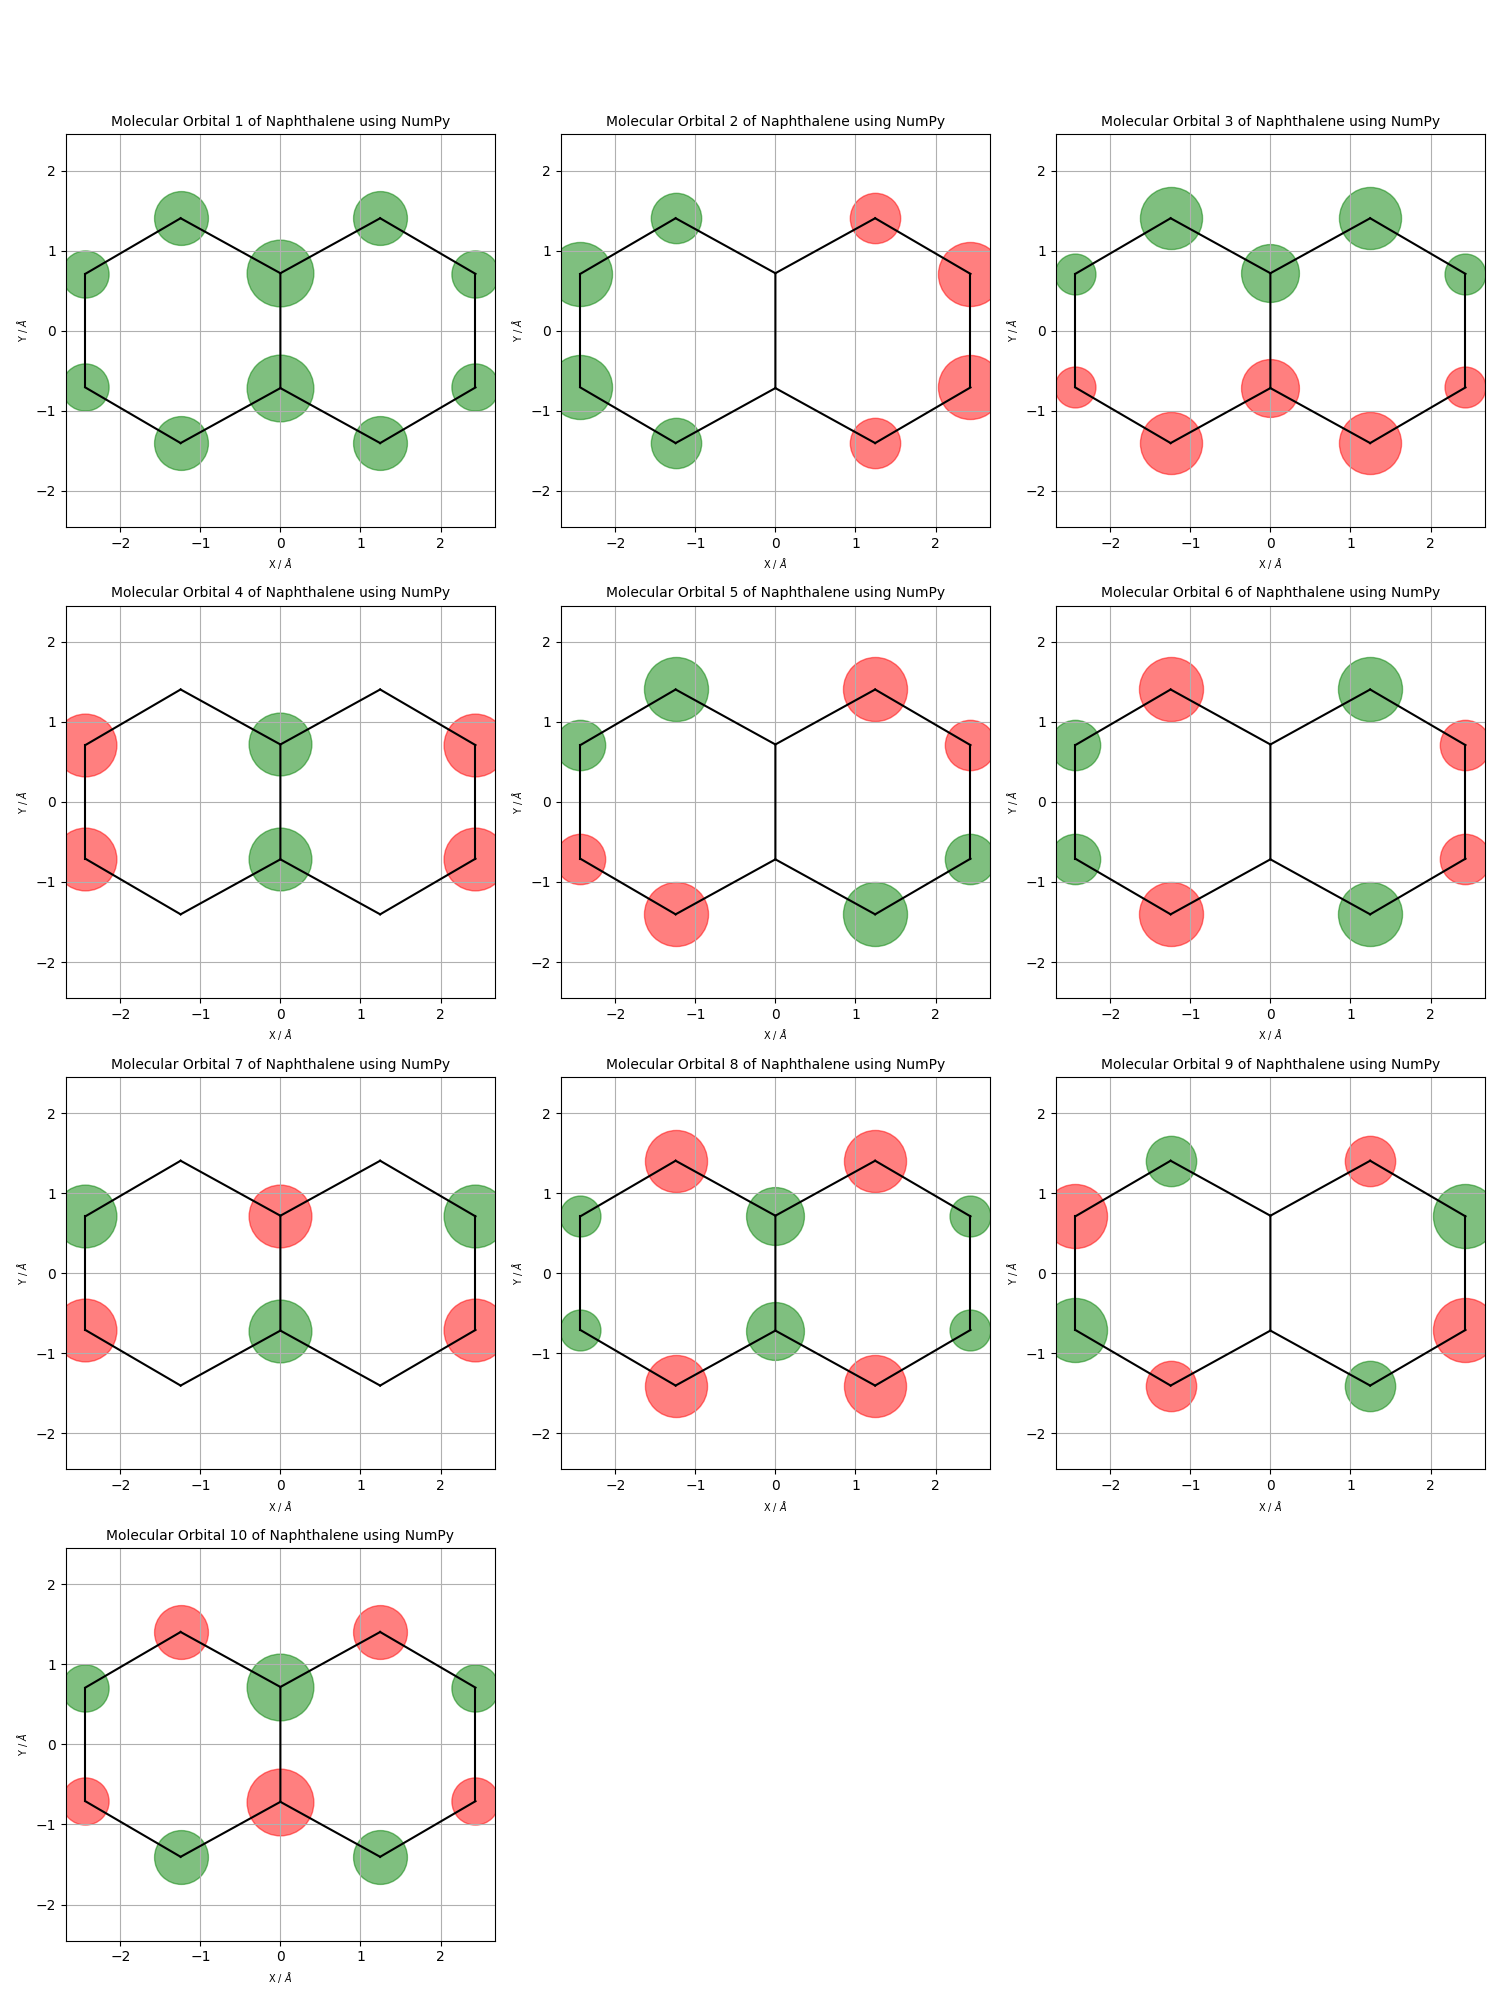 Molecular Orbital 1 of Naphthalene using NumPy
Molecular Orbital 2 of Naphthalene using NumPy
Molecular Orbital 3 of Naphthalene using NumPy
2
1
0
−1
−2
Y / Å
−2 −1 0 1 2
X / Å
2
1
0
−1
−2
Y / Å
−2 −1 0 1 2
X / Å
2
1
0
−1
−2
Y / Å
−2 −1 0 1 2
X / Å
Molecular Orbital 4 of Naphthalene using NumPy
Molecular Orbital 5 of Naphthalene using NumPy
Molecular Orbital 6 of Naphthalene using NumPy
2
1
0
−1
−2
Y / Å
−2 −1 0 1 2
X / Å
2
1
0
−1
−2
Y / Å
−2 −1 0 1 2
X / Å
2
1
0
−1
−2
Y / Å
−2 −1 0 1 2
X / Å
Molecular Orbital 7 of Naphthalene using NumPy
Molecular Orbital 8 of Naphthalene using NumPy
Molecular Orbital 9 of Naphthalene using NumPy
2
1
0
−1
−2
Y / Å
−2 −1 0 1 2
X / Å
2
1
0
−1
−2
Y / Å
−2 −1 0 1 2
X / Å
2
1
0
−1
−2
Y / Å
−2 −1 0 1 2
X / Å
Molecular Orbital 10 of Naphthalene using NumPy
2
1
0
−1
−2
Y / Å
−2 −1 0 1 2
X / Å